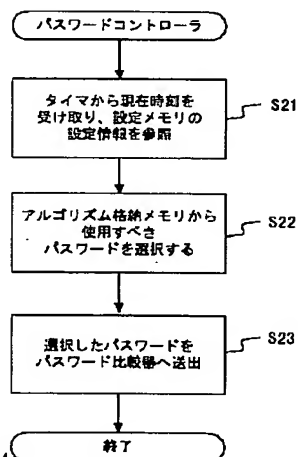 パスワードコントローラ
タイマから現在時刻を
受け取り、設定メモリの
設定情報を参照
S21
アルゴリズム格納メモリから
使用すべき
パスワードを選択する
S22
選択したパスワードを
パスワード比較器へ送出
S23
終了